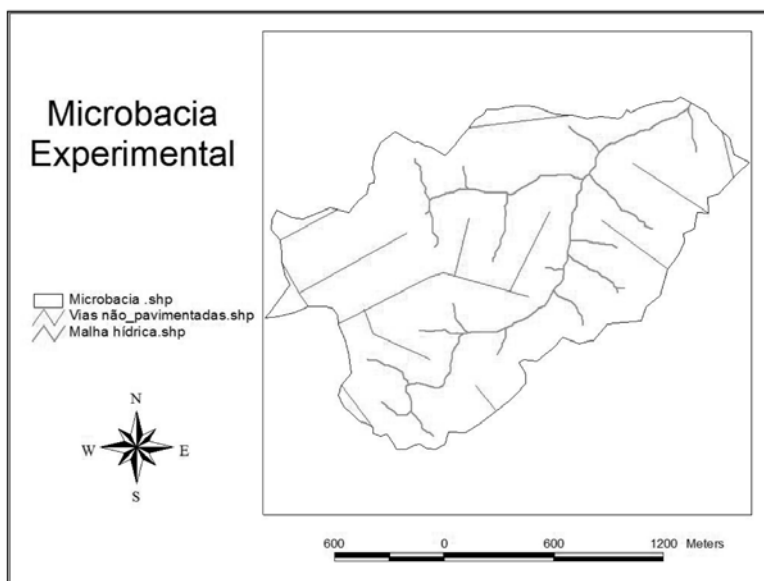 Microbacia
Experimental
Microbacia .shp
Vias não_pavimentadas.shp
Malha hídrica.shp
N
W E
S
600 0 600 1200 Meters